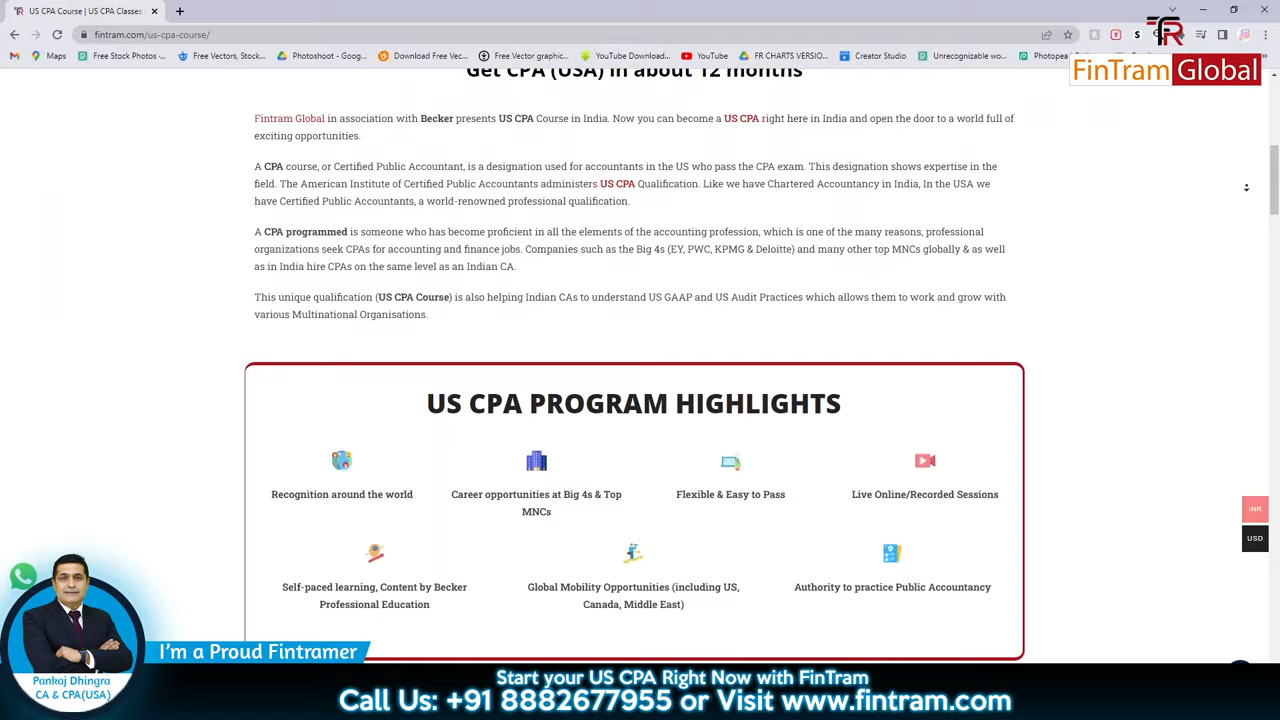 US CPA Course | US CPA Classes
fintram.com/us-cpa-course/
Maps
Free Stock Photos -...
Free Vectors, Stock...
Photoshoot - Goog...
Download Free Vec...
Free Vector graphic...
YouTube Download...
YouTube
FR CHARTS VERSIO...
Creator Studio
Unrecognizable wo...
Photopea
FR
FinTram Global
Get CPA (USA) in about 12 months
Fintram Global in association with Becker presents US CPA Course in India. Now you can become a US CPA right here in India and open the door to a world full of
exciting opportunities.
A CPA course, or Certified Public Accountant, is a designation used for accountants in the US who pass the CPA exam. This designation shows expertise in the
field. The American Institute of Certified Public Accountants administers US CPA Qualification. Like we have Chartered Accountancy in India, In the USA we
have Certified Public Accountants, a world-renowned professional qualification.
A CPA programmed is someone who has become proficient in all the elements of the accounting profession, which is one of the many reasons, professional
organizations seek CPAs for accounting and finance jobs. Companies such as the Big 4s (EY, PWC, KPMG & Deloitte) and many other top MNCs globally & as well
as in India hire CPAs on the same level as an Indian CA.
This unique qualification (US CPA Course) is also helping Indian CAs to understand US GAAP and US Audit Practices which allows them to work and grow with
various Multinational Organisations.
US CPA PROGRAM HIGHLIGHTS
Recognition around the world
Career opportunities at Big 4s & Top
MNCs
Flexible & Easy to Pass
Live Online/Recorded Sessions
Self-paced learning, Content by Becker
Professional Education
Global Mobility Opportunities (including US,
Canada, Middle East)
Authority to practice Public Accountancy
INR
USD
I'm a Proud Fintramer
Pankaj Dhingra
CA & CPA(USA)
Start your US CPA Right Now with FinTram
Call Us: +91 8882677955 or Visit www.fintram.com